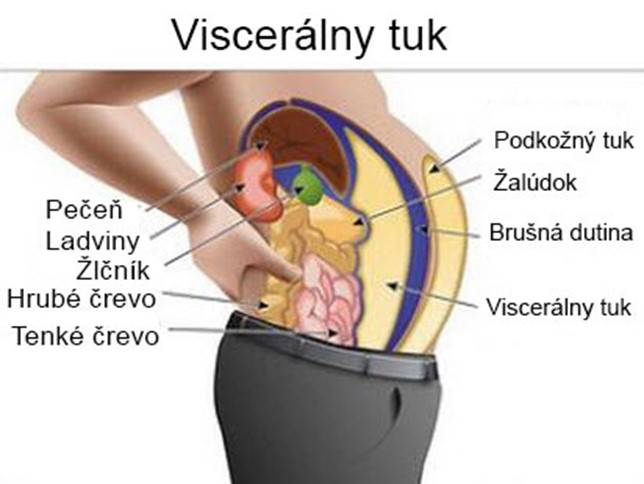 Viscerálny tuk
Pečeň
Ladviny
Žlčník
Hrubé črevo
Tenké črevo
Podkožný tuk
Žalúdok
Brušná dutina
Viscerálny tuk